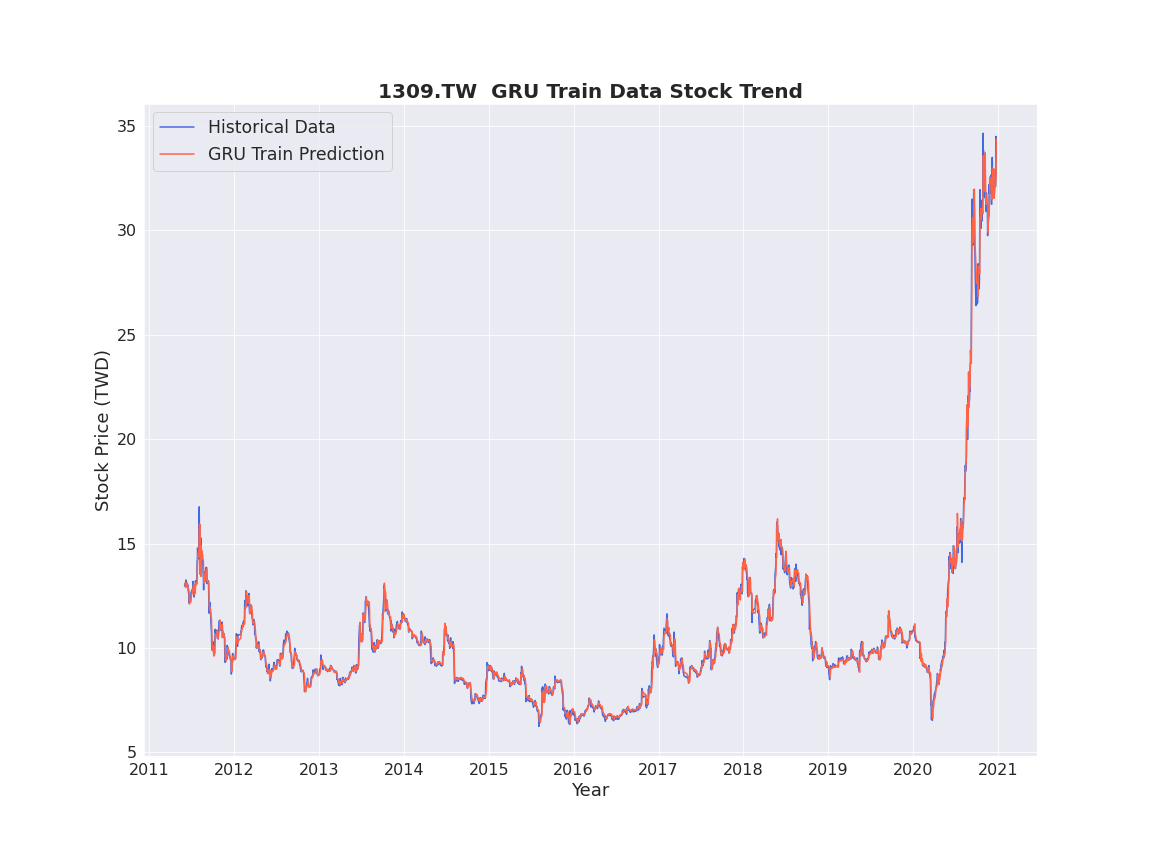 1309.TW  GRU Train Data Stock Trend
Historical Data
GRU Train Prediction
35
30
25
20
15
10
5
Stock Price (TWD)
2011 2012 2013 2014 2015 2016 2017 2018 2019 2020 2021
Year